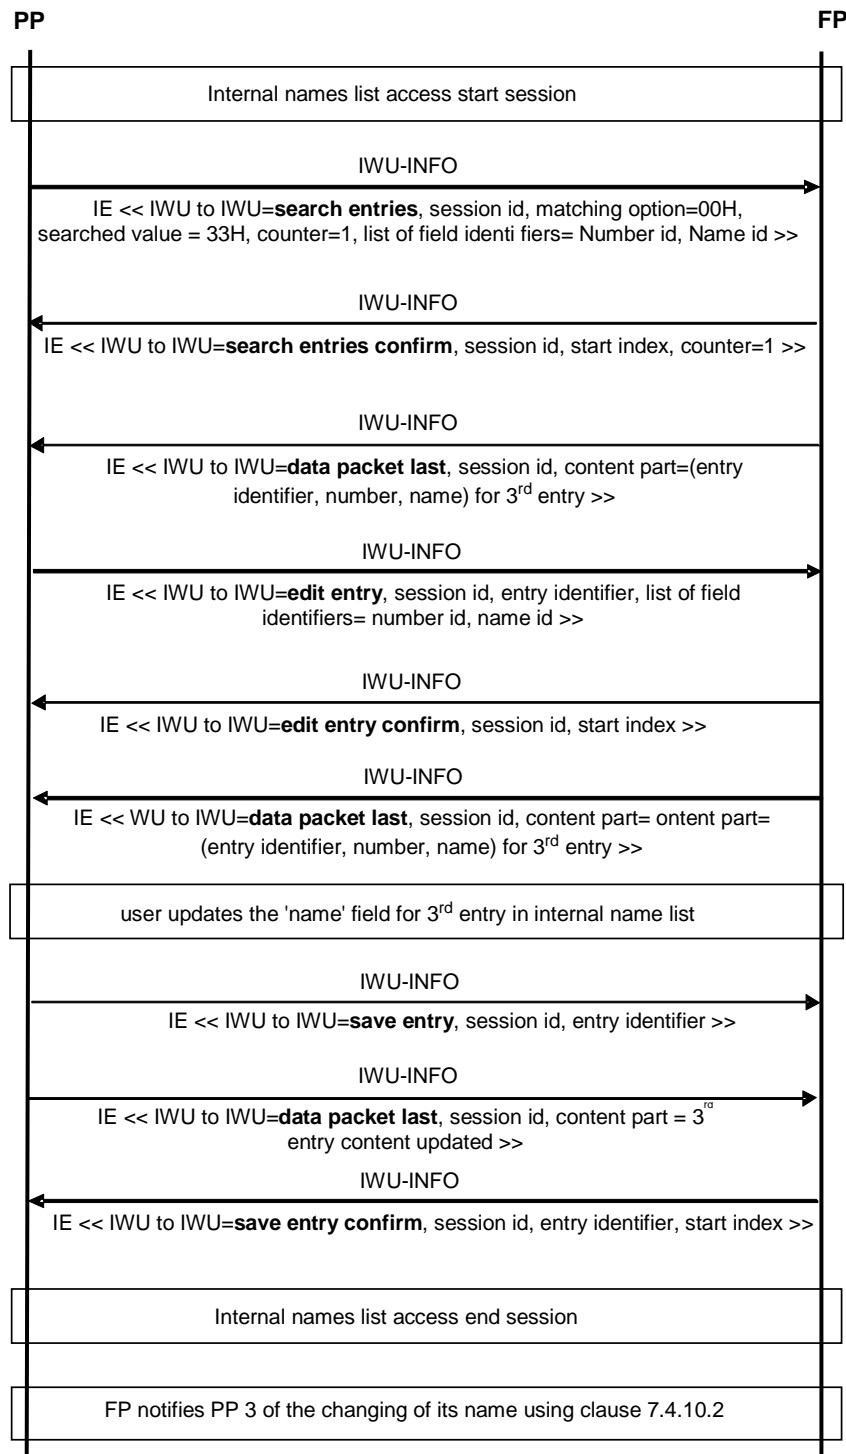 PP
FP
Internal names list access start session
IWU-INFO
IE << IWU to IWU=search entries, session id, matching option=00H,
searched value = 33H, counter=1, list of field identi fiers= Number id, Name id >>
IWU-INFO
IE << IWU to IWU=search entries confirm, session id, start index, counter=1 >>
IWU-INFO
IE << IWU to IWU=data packet last, session id, content part=(entry
identifier, number, name) for 3rd entry >>
IWU-INFO
IE << IWU to IWU=edit entry, session id, entry identifier, list of field
identifiers= number id, name id >>
IWU-INFO
IE << IWU to IWU=edit entry confirm, session id, start index >>
IWU-INFO
IE << WU to IWU=data packet last, session id, content part= ontent part=
(entry identifier, number, name) for 3rd entry >>
user updates the 'name' field for 3rd entry in internal name list
IWU-INFO
IE << IWU to IWU=save entry, session id, entry identifier >>
IWU-INFO
IE << IWU to IWU=data packet last, session id, content part = 3rd
entry content updated >>
IWU-INFO
IE << IWU to IWU=save entry confirm, session id, entry identifier, start index >>
Internal names list access end session
FP notifies PP 3 of the changing of its name using clause 7.4.10.2